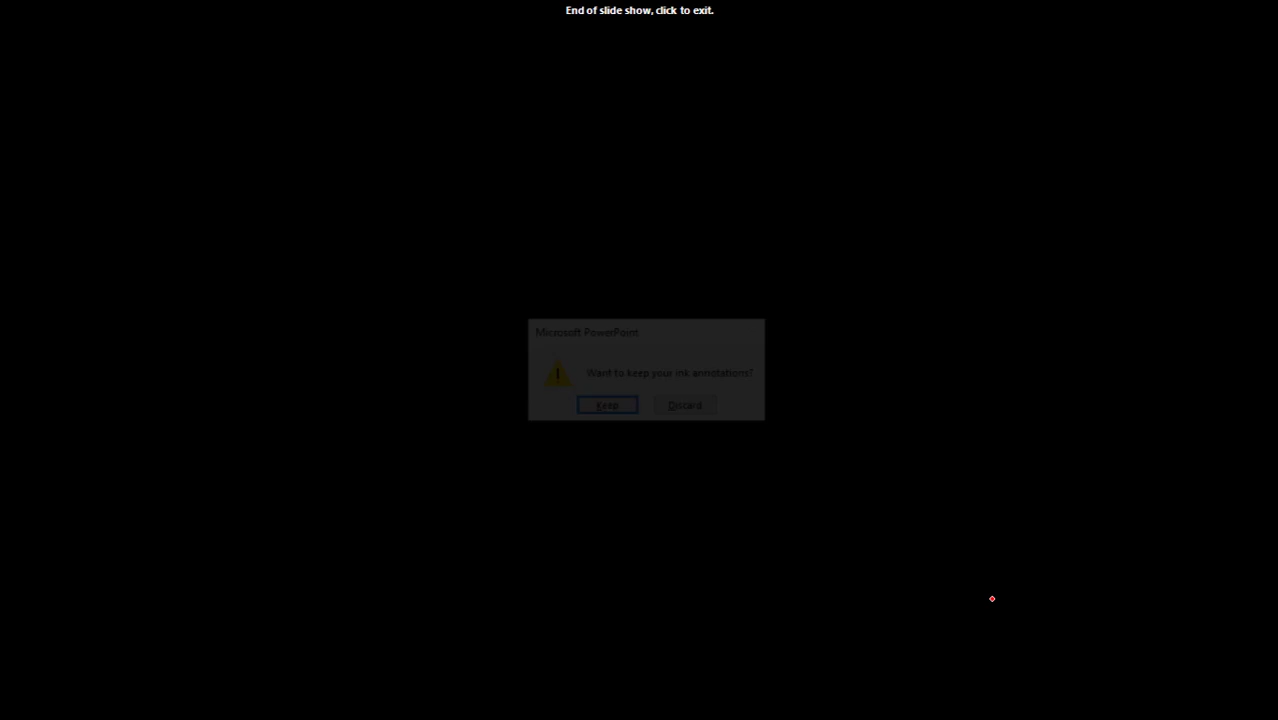 End of slide show, click to exit.
Microsoft PowerPoint
Want to keep your ink annotations?
Keep
Discard